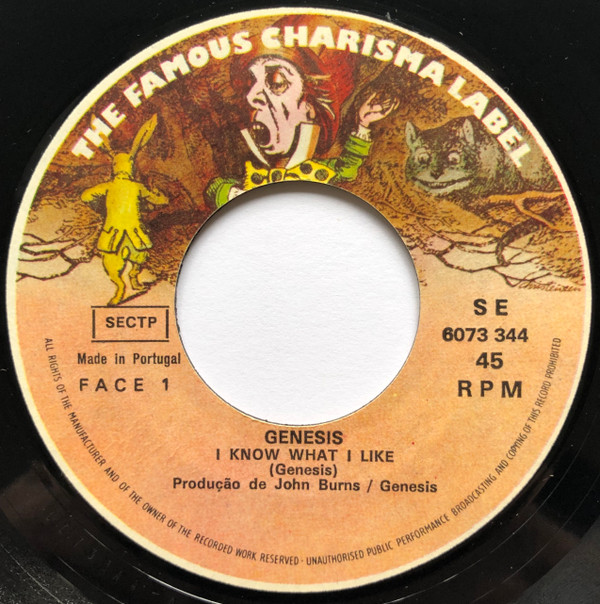 THE FAMOUS CHARISMA LABEL
SECTP
Made in Portugal
FACE 1
SE
6073 344
45
RPM
GENESIS
I KNOW WHAT I LIKE
(Genesis)
Produção de John Burns / Genesis
ALL RIGHTS OF THE MANUFACTURER AND OF THE OWNER OF THE RECORDED WORK RESERVED - UNAUTHORISED PUBLIC PERFORMANCE BROADCASTING AND COPYING OF THIS RECORD PROHIBITED